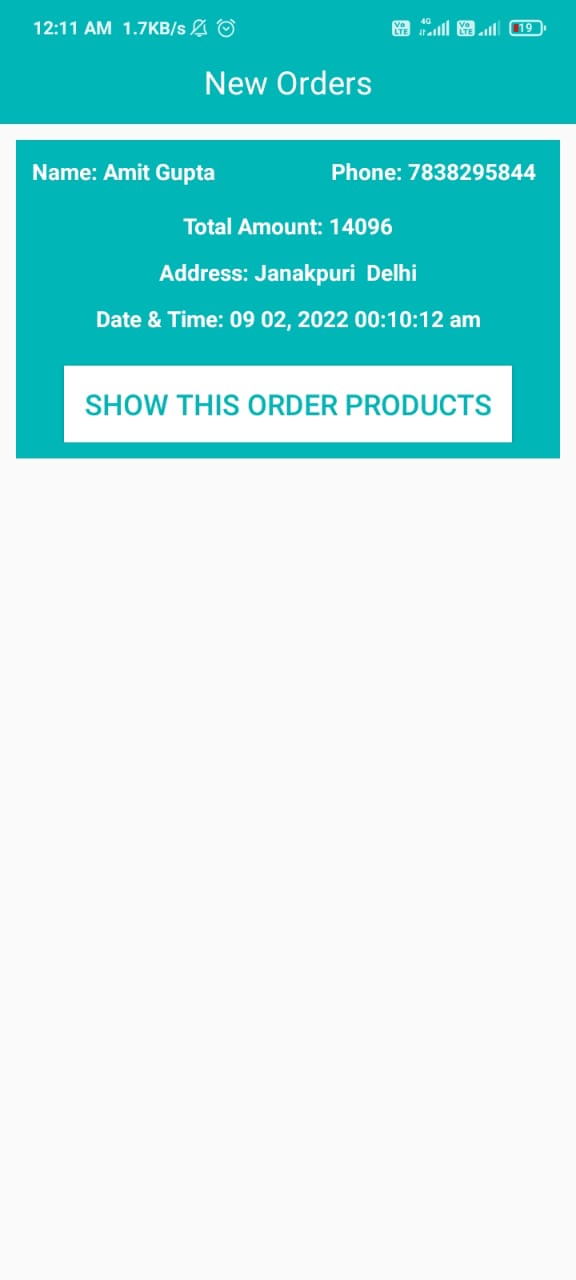 12:11 AM 1.7KB/s Vo LTE 4G Vo LTE 19
New Orders
Name: Amit Gupta Phone: 7838295844
Total Amount: 14096
Address: Janakpuri  Delhi
Date & Time: 09 02, 2022 00:10:12 am
SHOW THIS ORDER PRODUCTS